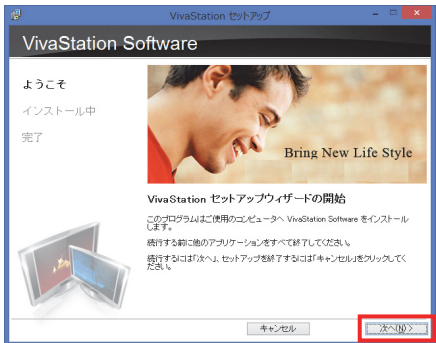 VivaStation セットアップ
VivaStation Software
ようこそ
インストール中
完了
Bring New Life Style
VivaStation セットアップウィザードの開始
このプログラムはご使用のコンピュータへ VivaStation Software をインストール
します。
続行する前に他のアプリケーションをすべて終了してください。
続行するには「次へ」、セットアップを終了するには「キャンセル」をクリックしてく
ださい。
キャンセル
次へ(N) >